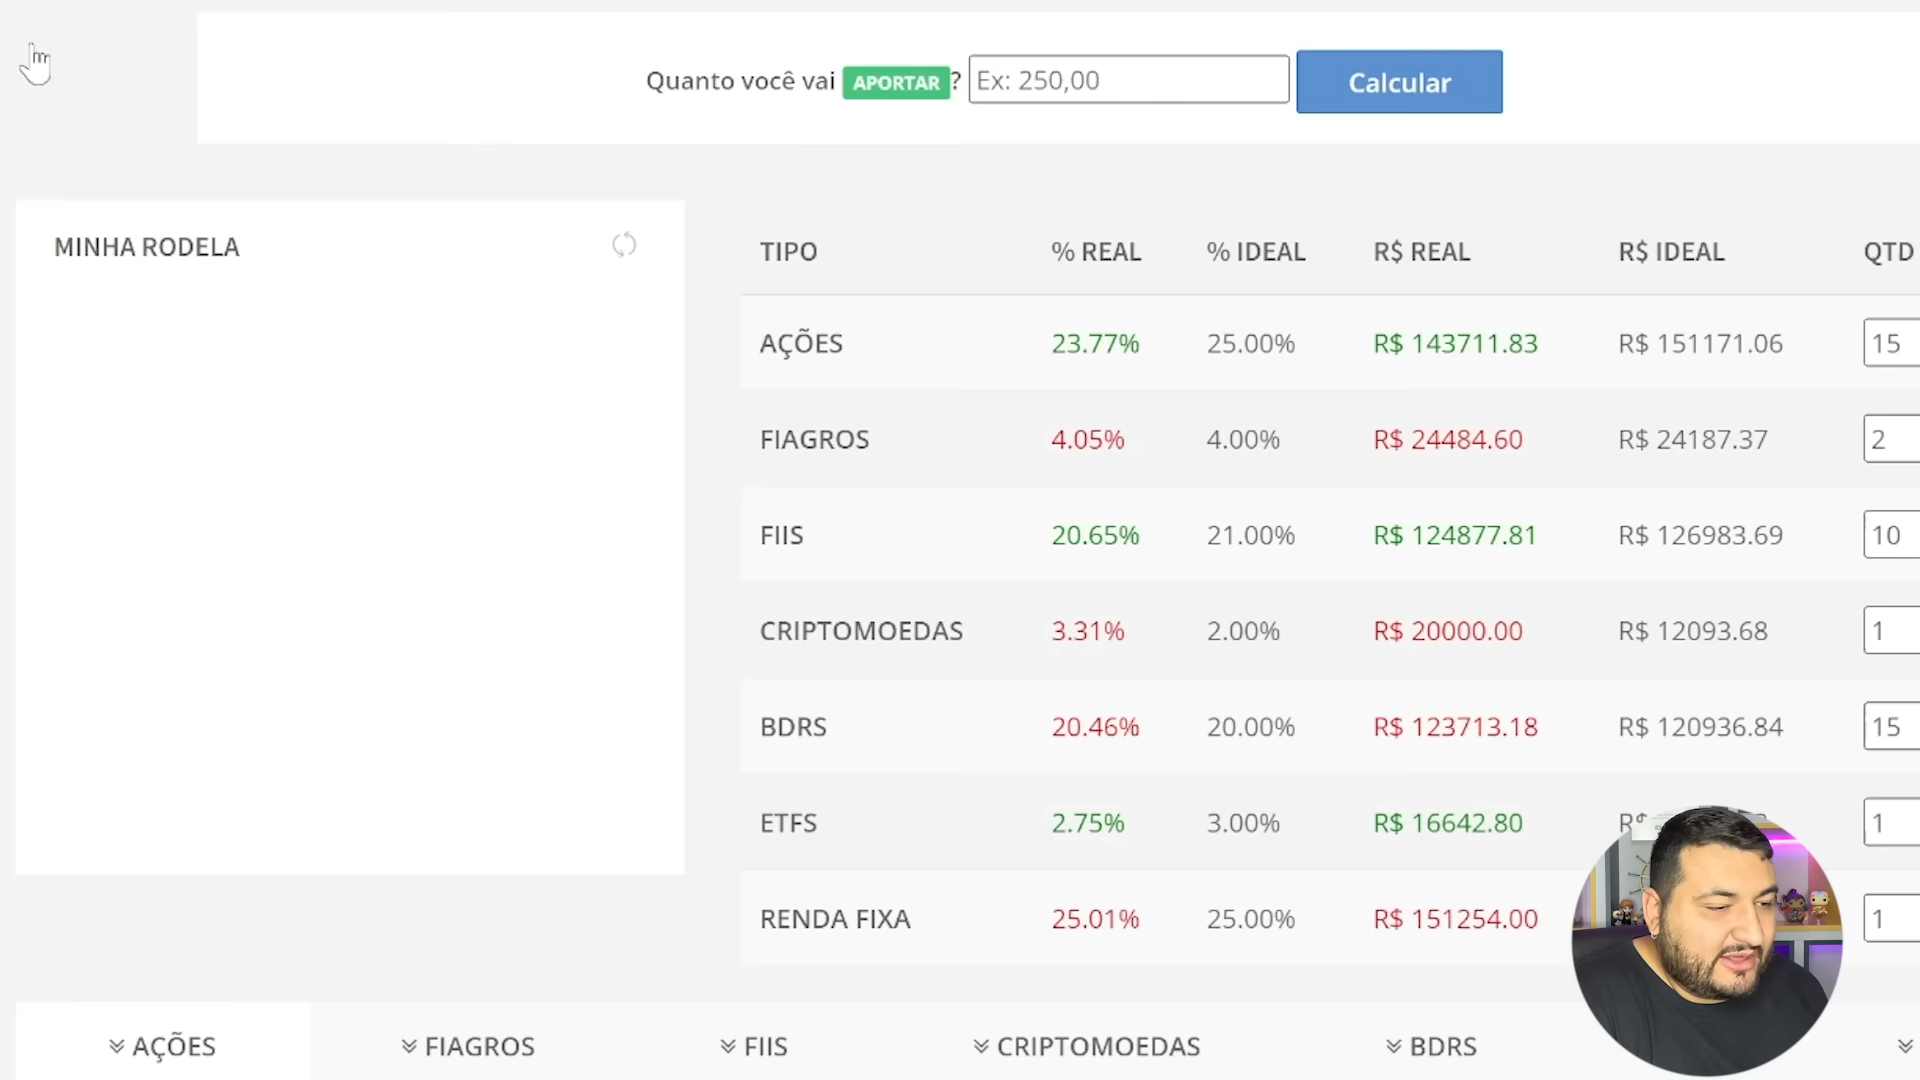 Quanto você vai APORTAR? Ex: 250,00 Calcular
MINHA RODELA
TIPO % REAL % IDEAL R$ REAL R$ IDEAL QTD
AÇÕES 23.77% 25.00% R$ 143711.83 R$ 151171.06 15
FIAGROS 4.05% 4.00% R$ 24484.60 R$ 24187.37 2
FIIS 20.65% 21.00% R$ 124877.81 R$ 126983.69 10
CRIPTOMOEDAS 3.31% 2.00% R$ 20000.00 R$ 12093.68 1
BDRS 20.46% 20.00% R$ 123713.18 R$ 120936.84 15
ETFS 2.75% 3.00% R$ 16642.80 1
RENDA FIXA 25.01% 25.00% R$ 151254.00 1
AÇÕES FIAGROS FIIS CRIPTOMOEDAS BDRS